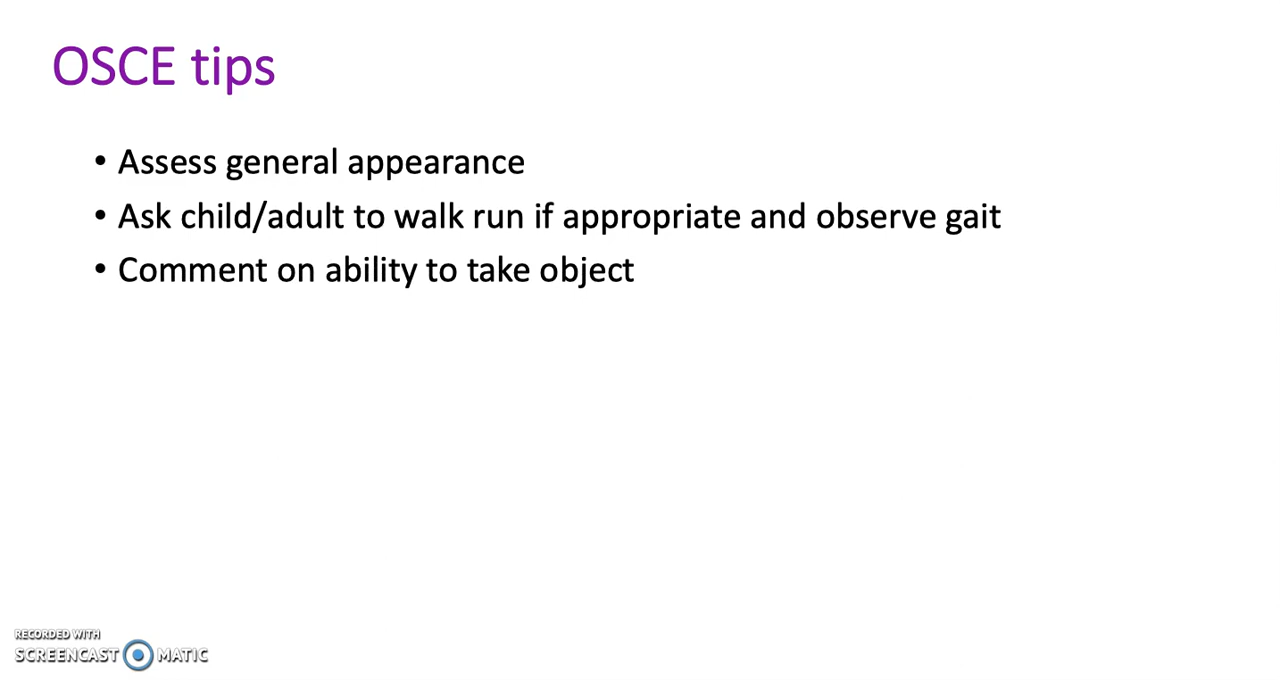 OSCE tips
• Assess general appearance
• Ask child/adult to walk run if appropriate and observe gait
• Comment on ability to take object
RECORDED WITH
SCREENCAST MATIC